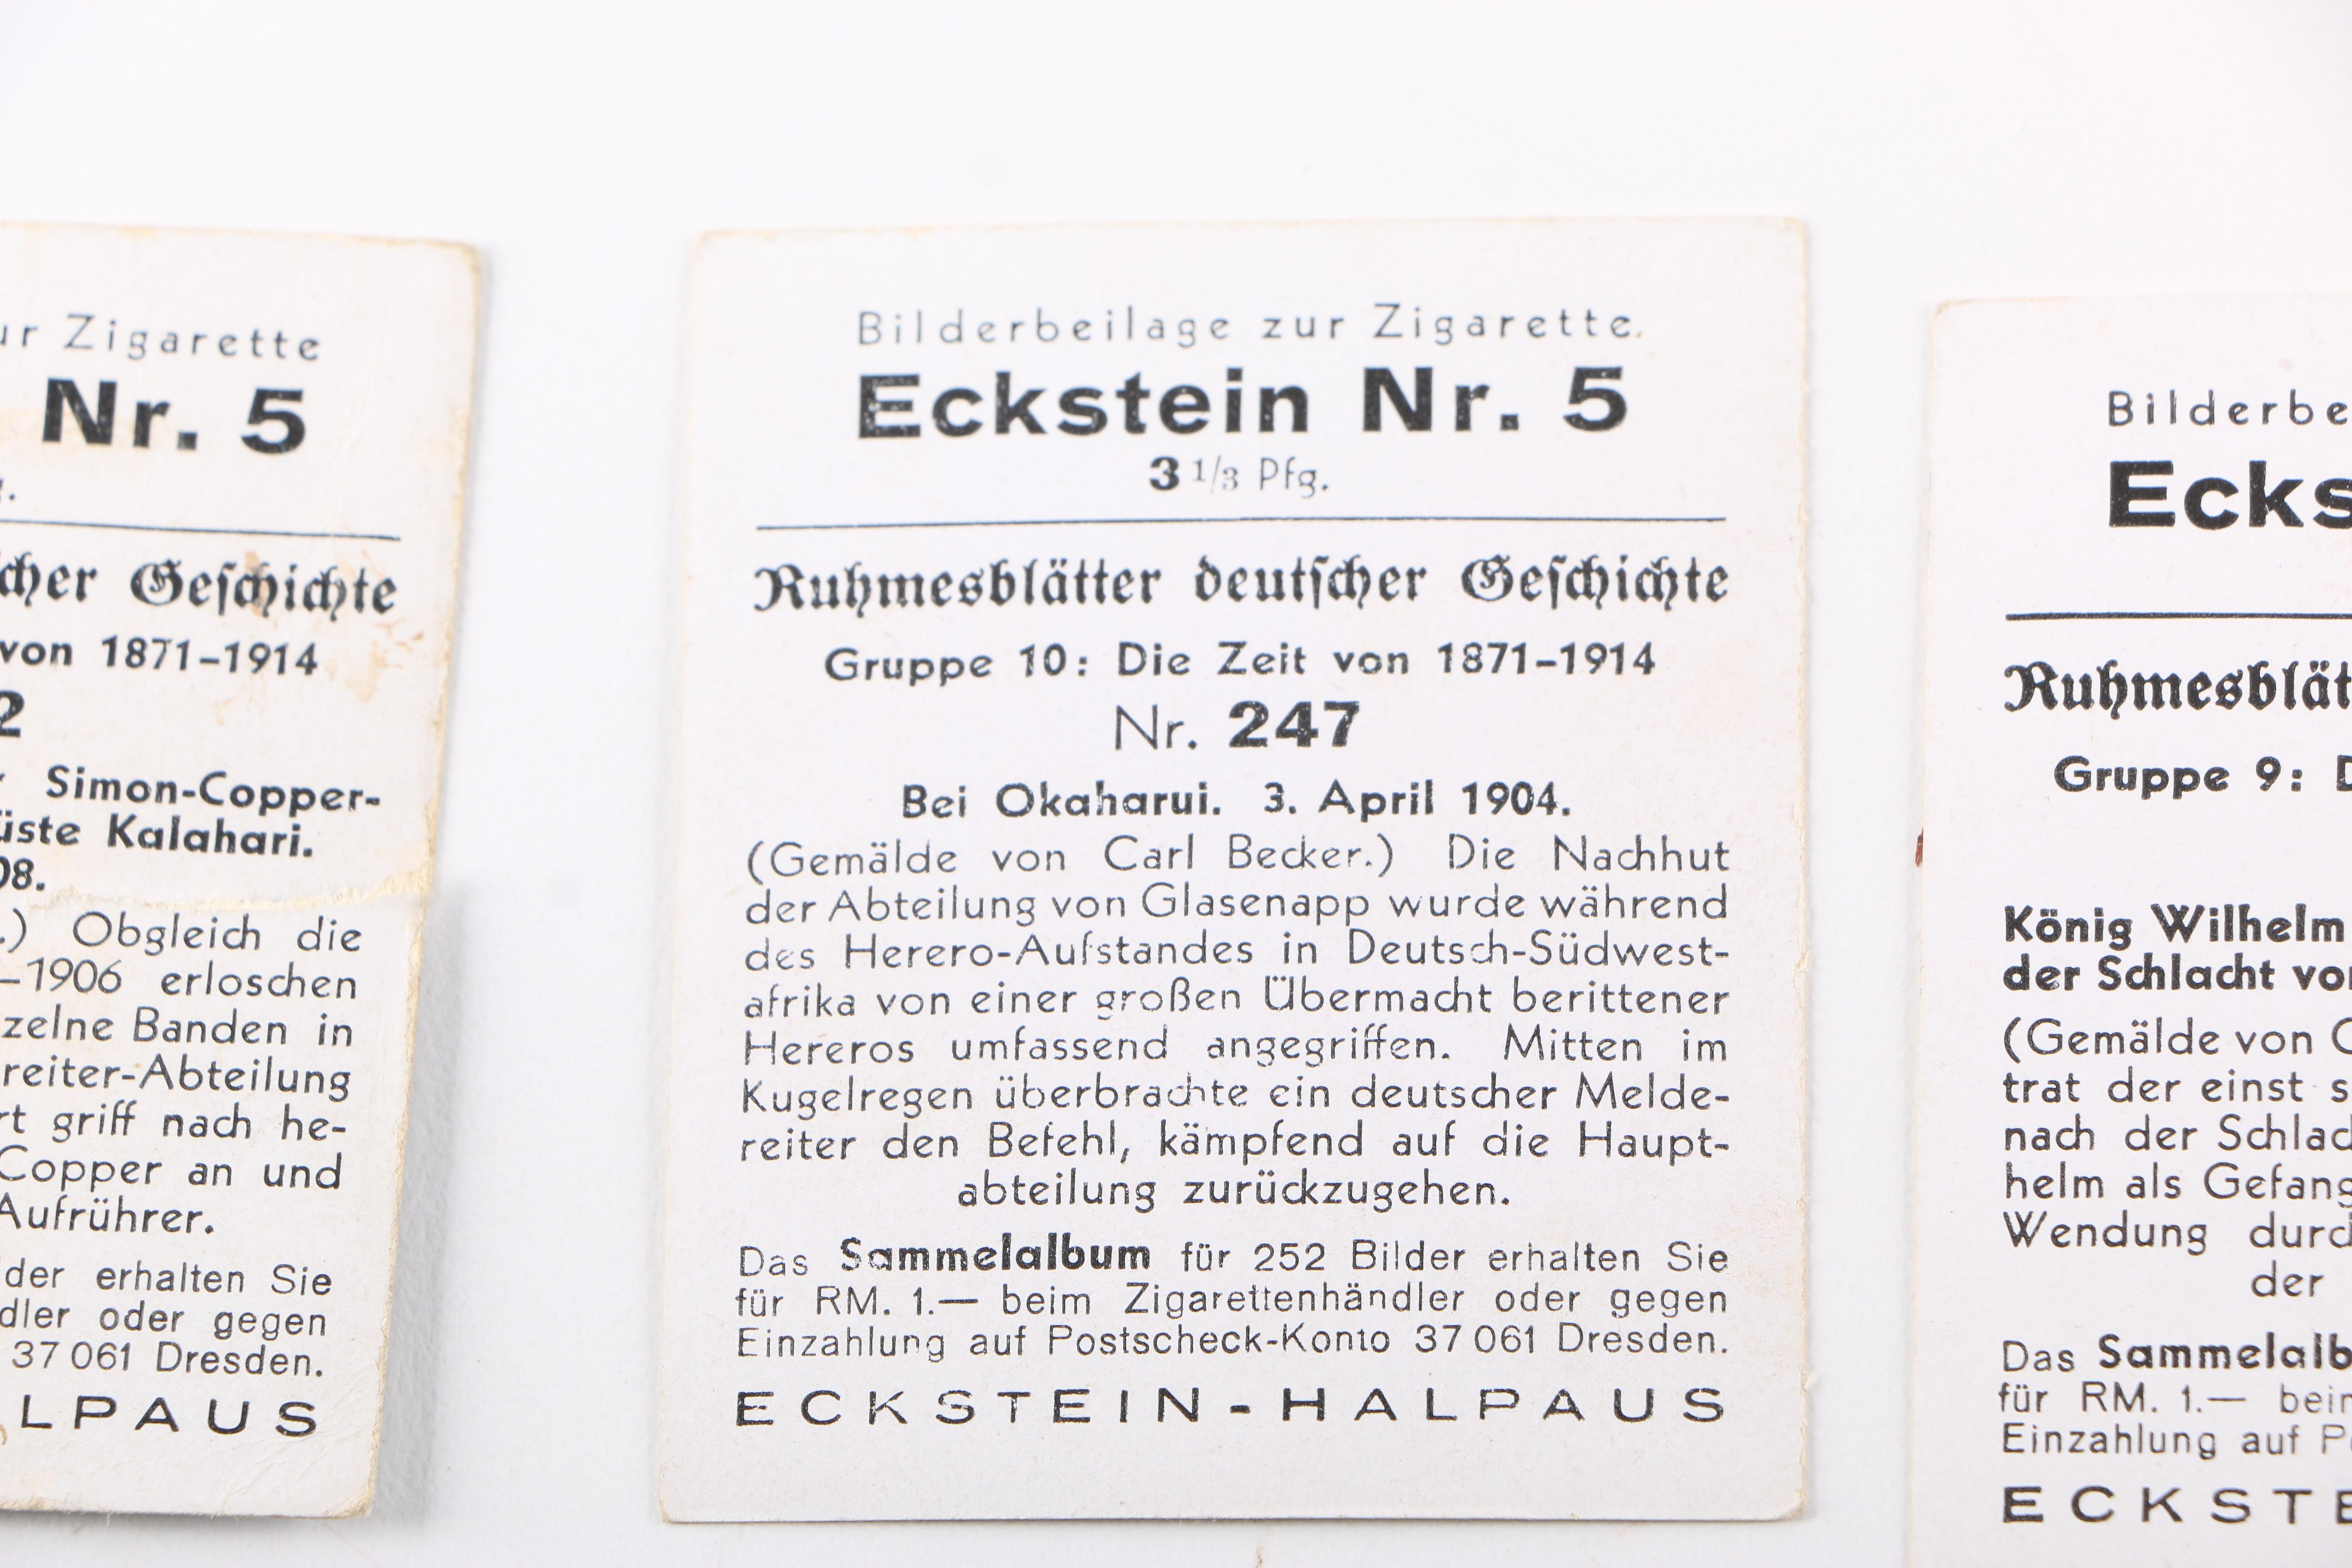 ur Zigarette
Nr. 5
cher Geschichte
von 1871–1914
2
Simon-Copper-
üste Kalahari.
08.
.) Obgleich die
–1906 erloschen
zelne Banden in
reiter-Abteilung
rt griff nach he-
Copper an und
Aufrührer.
der erhalten Sie
dler oder gegen
37 061 Dresden.
LPAUS
Bilderbeilage zur Zigarette.
Eckstein Nr. 5
3 1/3 Pfg.
Ruhmesblätter deutscher Geschichte
Gruppe 10: Die Zeit von 1871–1914
Nr. 247
Bei Okaharui. 3. April 1904.
(Gemälde von Carl Becker.) Die Nachhut
der Abteilung von Glasenapp wurde während
des Herero-Aufstandes in Deutsch-Südwest-
afrika von einer großen Übermacht berittener
Hereros umfassend angegriffen. Mitten im
Kugelregen überbrachte ein deutscher Melde-
reiter den Befehl, kämpfend auf die Haupt-
abteilung zurückzugehen.
Das Sammelalbum für 252 Bilder erhalten Sie
für RM. 1.— beim Zigarettenhändler oder gegen
Einzahlung auf Postscheck-Konto 37 061 Dresden.
ECKSTEIN-HALPAUS
Bilderbe
Ecks
Ruhmesblät
Gruppe 9: D
König Wilhelm
der Schlacht vo
(Gemälde von C
trat der einst s
nach der Schlac
helm als Gefang
Wendung durc
der
Das Sammelalb
für RM. 1.— beim
Einzahlung auf P
ECKSTE